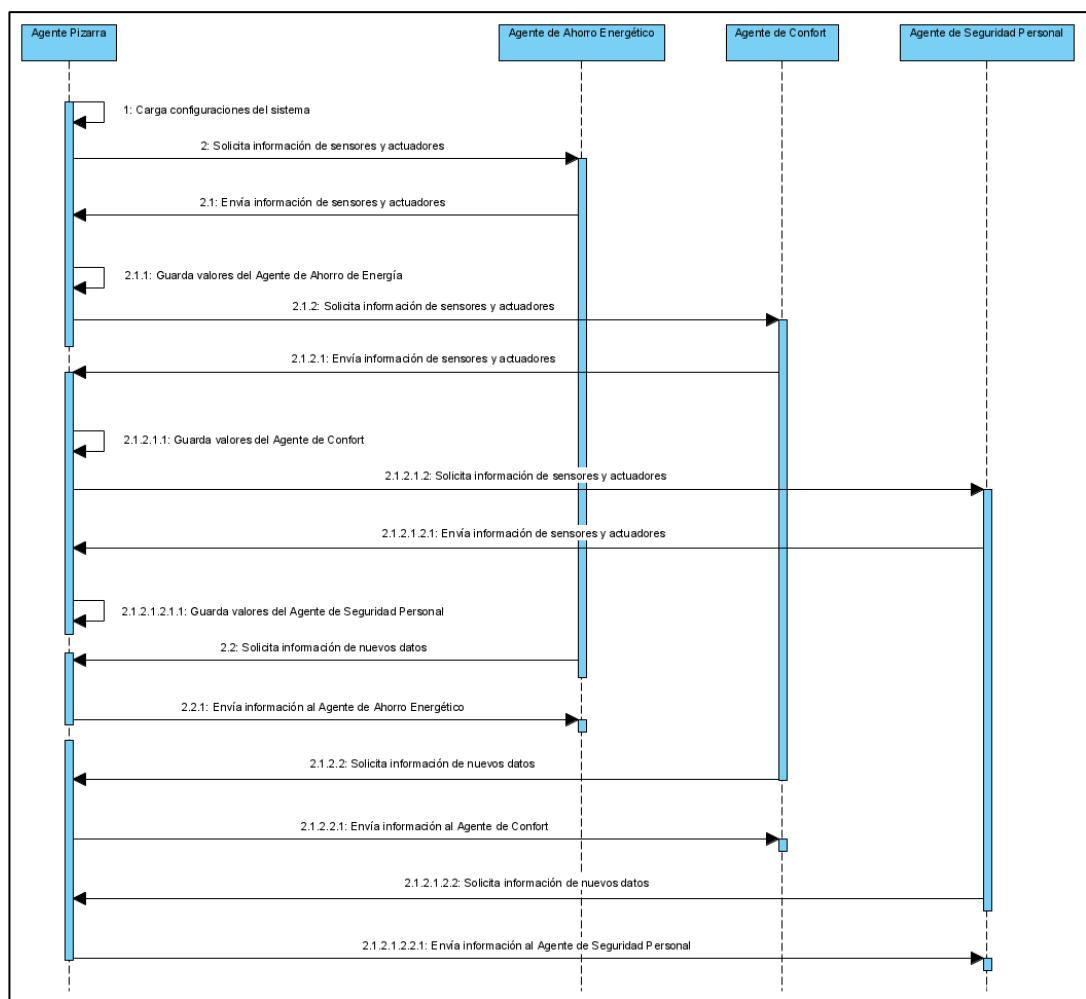 Agente Pizarra
Agente de Ahorro Energético
Agente de Confort
Agente de Seguridad Personal
1: Carga configuraciones del sistema
2: Solicita información de sensores y actuadores
2.1: Envía información de sensores y actuadores
2.1.1: Guarda valores del Agente de Ahorro de Energía
2.1.2: Solicita información de sensores y actuadores
2.1.2.1: Envía información de sensores y actuadores
2.1.2.1.1: Guarda valores del Agente de Confort
2.1.2.1.2: Solicita información de sensores y actuadores
2.1.2.1.2.1: Envía información de sensores y actuadores
2.1.2.1.2.1.1: Guarda valores del Agente de Seguridad Personal
2.2: Solicita información de nuevos datos
2.2.1: Envía información al Agente de Ahorro Energético
2.1.2.2: Solicita información de nuevos datos
2.1.2.2.1: Envía información al Agente de Confort
2.1.2.1.2.2: Solicita información de nuevos datos
2.1.2.1.2.2.1: Envía información al Agente de Seguridad Personal